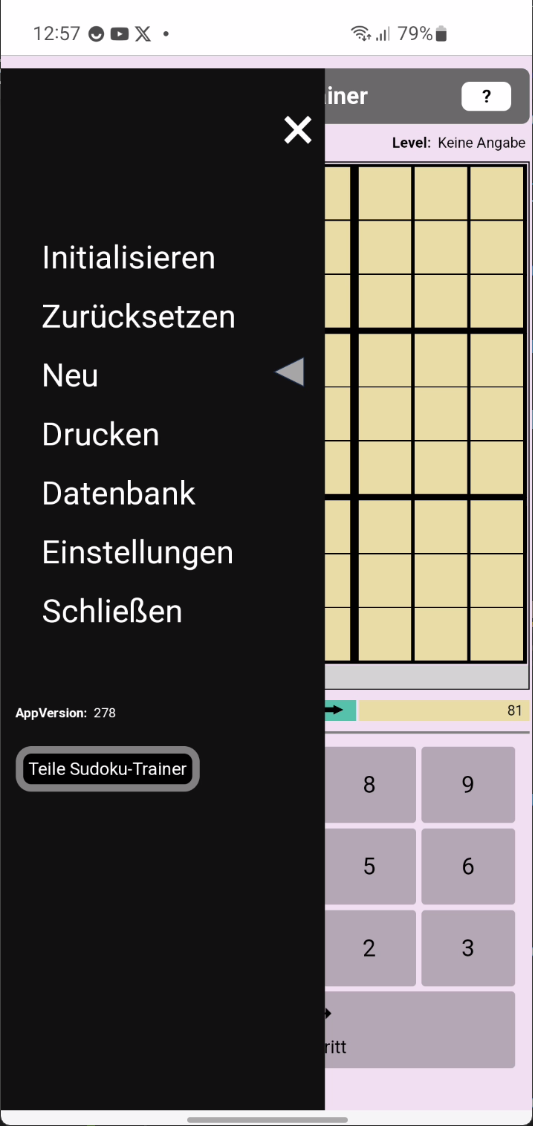 12:57
79%
iner
?
Level: Keine Angabe
Initialisieren
Zurücksetzen
Neu
Drucken
Datenbank
Einstellungen
Schließen
AppVersion: 278
81
Teile Sudoku-Trainer
8
9
5
6
2
3
ritt